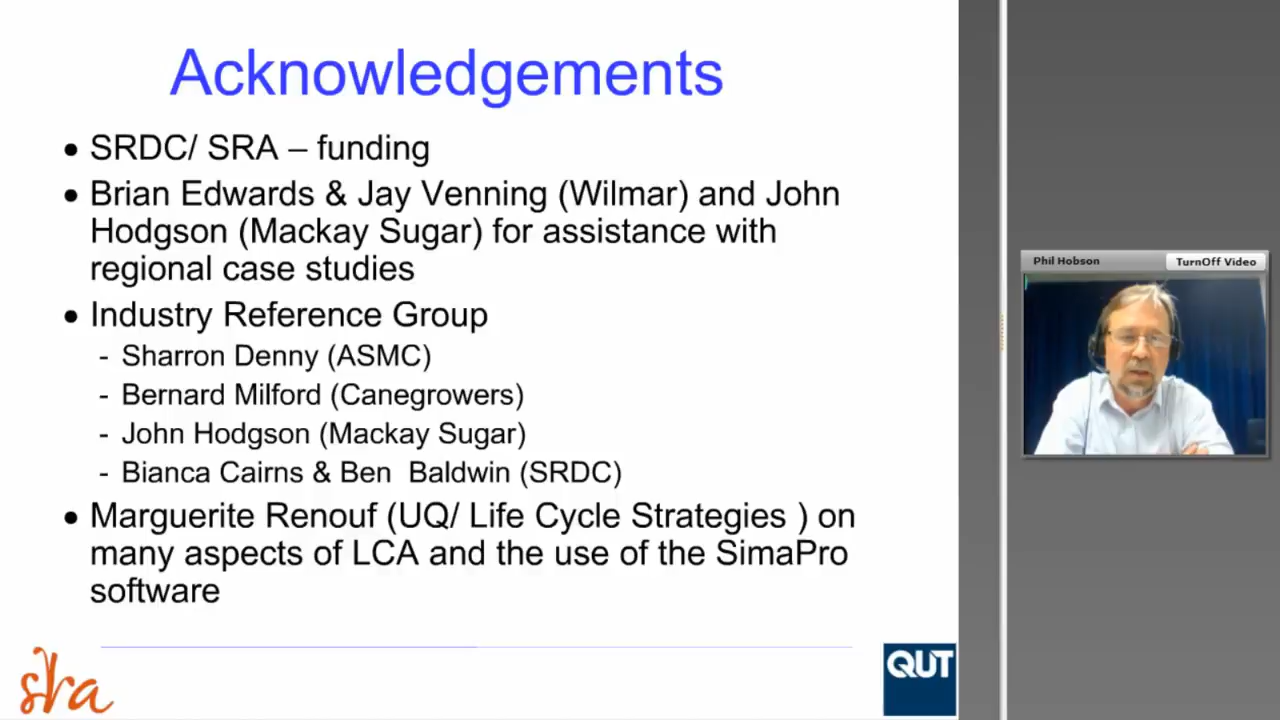 Acknowledgements
• SRDC/ SRA – funding
• Brian Edwards & Jay Venning (Wilmar) and John
Hodgson (Mackay Sugar) for assistance with
regional case studies
• Industry Reference Group
- Sharron Denny (ASMC)
- Bernard Milford (Canegrowers)
- John Hodgson (Mackay Sugar)
- Bianca Cairns & Ben  Baldwin (SRDC)
• Marguerite Renouf (UQ/ Life Cycle Strategies ) on
many aspects of LCA and the use of the SimaPro
software
sra
QUT
Phil Hobson
TurnOff Video